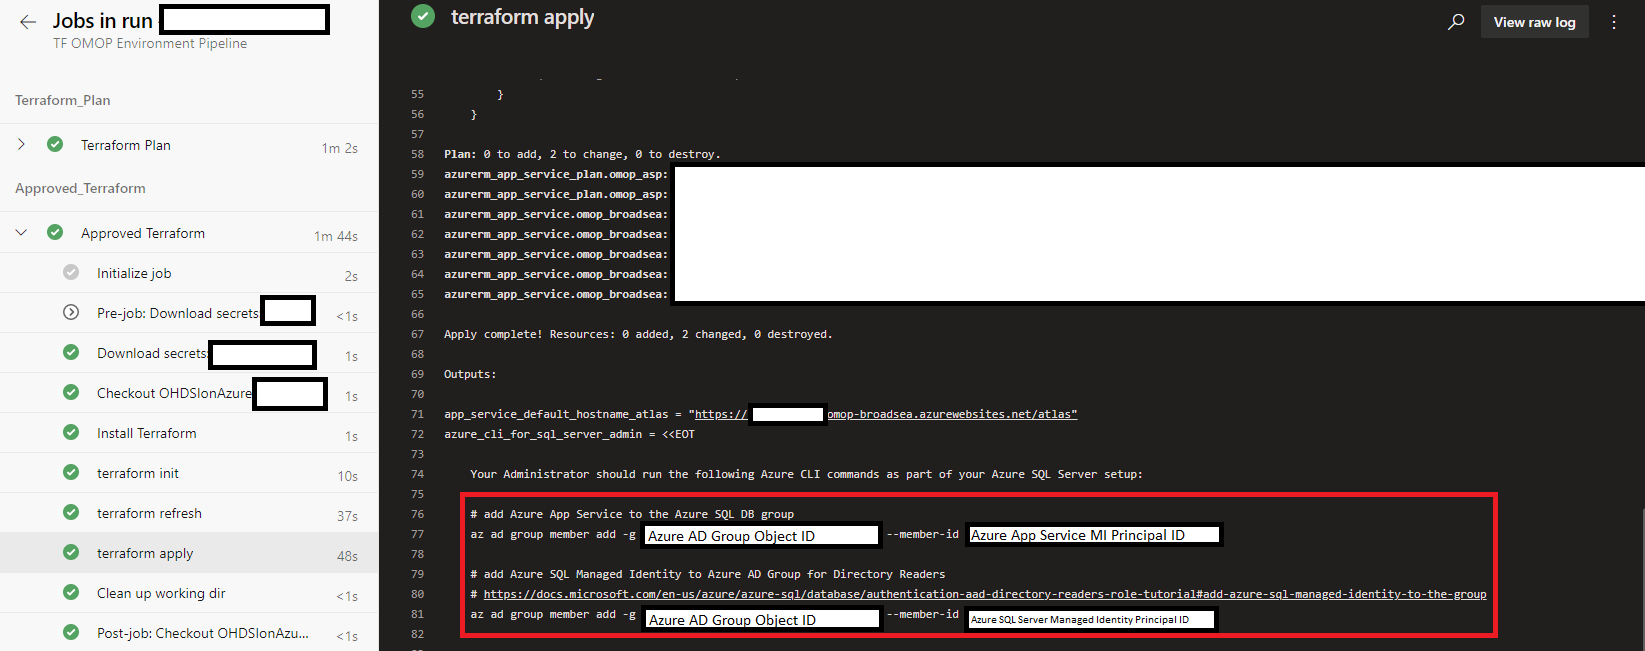 Jobs in run
TF OMOP Environment Pipeline
Terraform_Plan
Terraform Plan 1m 2s
Approved_Terraform
Approved Terraform 1m 44s
Initialize job 2s
Pre-job: Download secrets: <1s
Download secrets: 1s
Checkout OHDSIonAzure 1s
Install Terraform 1s
terraform init 10s
terraform refresh 37s
terraform apply 48s
Clean up working dir <1s
Post-job: Checkout OHDSIonAzu... <1s
terraform apply
View raw log
55 }
56 }
57
58 Plan: 0 to add, 2 to change, 0 to destroy.
59 azurerm_app_service_plan.omop_asp:
60 azurerm_app_service_plan.omop_asp:
61 azurerm_app_service.omop_broadsea:
62 azurerm_app_service.omop_broadsea:
63 azurerm_app_service.omop_broadsea:
64 azurerm_app_service.omop_broadsea:
65 azurerm_app_service.omop_broadsea:
66
67 Apply complete! Resources: 0 added, 2 changed, 0 destroyed.
68
69 Outputs:
70
71 app_service_default_hostname_atlas = "https:// omop-broadsea.azurewebsites.net/atlas"
72 azure_cli_for_sql_server_admin = <<EOT
73
74 Your Administrator should run the following Azure CLI commands as part of your Azure SQL Server setup:
75
76 # add Azure App Service to the Azure SQL DB group
77 az ad group member add -g Azure AD Group Object ID --member-id Azure App Service MI Principal ID
78
79 # add Azure SQL Managed Identity to Azure AD Group for Directory Readers
80 # https://docs.microsoft.com/en-us/azure/azure-sql/database/authentication-aad-directory-readers-role-tutorial#add-azure-sql-managed-identity-to-the-group
81 az ad group member add -g Azure AD Group Object ID --member-id Azure SQL Server Managed Identity Principal ID
82